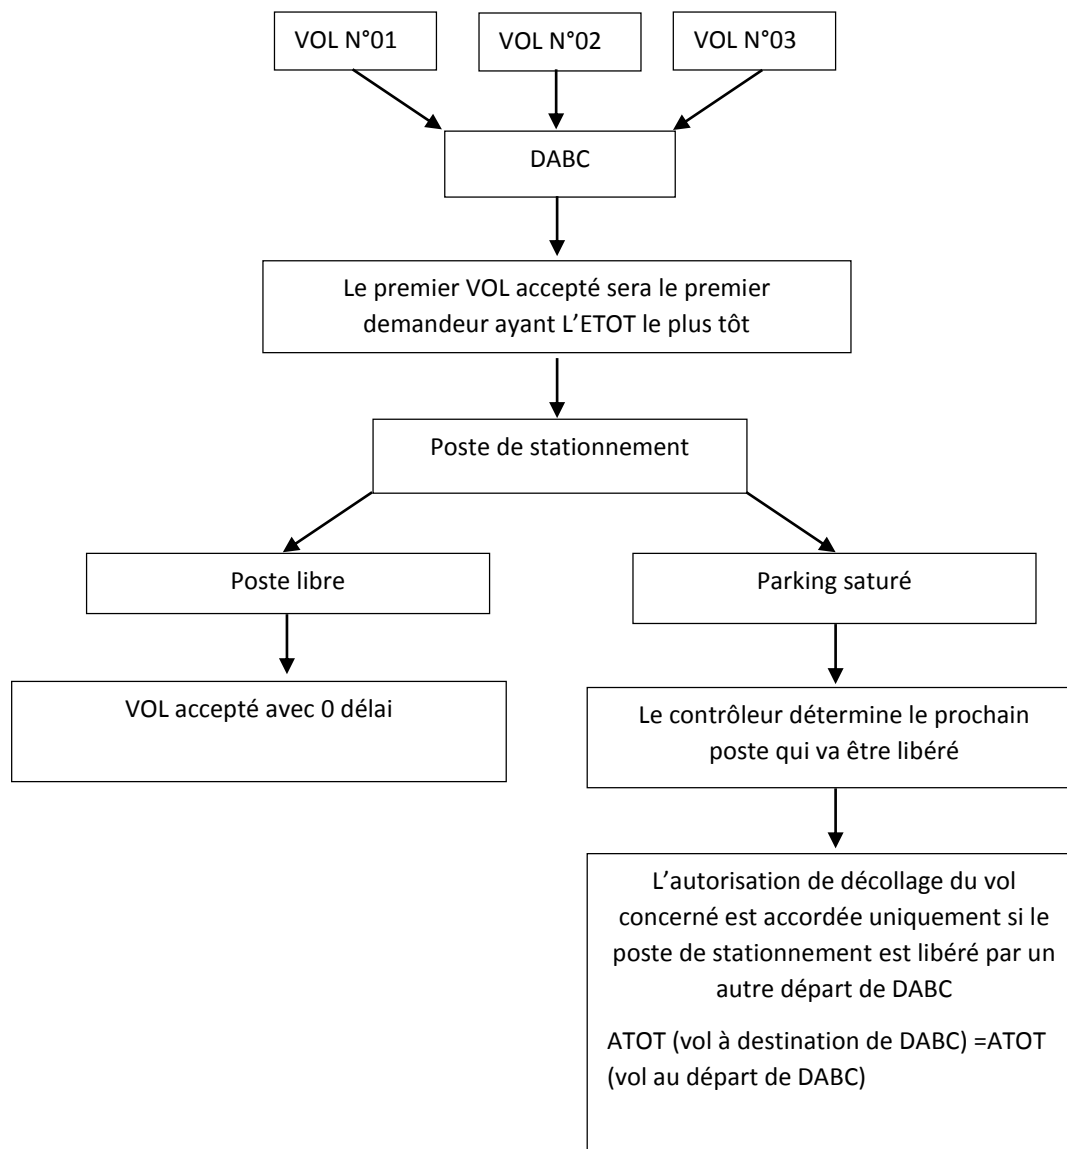 VOL N°01
VOL N°02
VOL N°03
DABC
Le premier VOL accepté sera le premier
demandeur ayant L’ETOT le plus tôt
Poste de stationnement
Poste libre
Parking saturé
VOL accepté avec 0 délai
Le contrôleur détermine le prochain
poste qui va être libéré
L’autorisation de décollage du vol
concerné est accordée uniquement si le
poste de stationnement est libéré par un
autre départ de DABC
ATOT (vol à destination de DABC) =ATOT
(vol au départ de DABC)